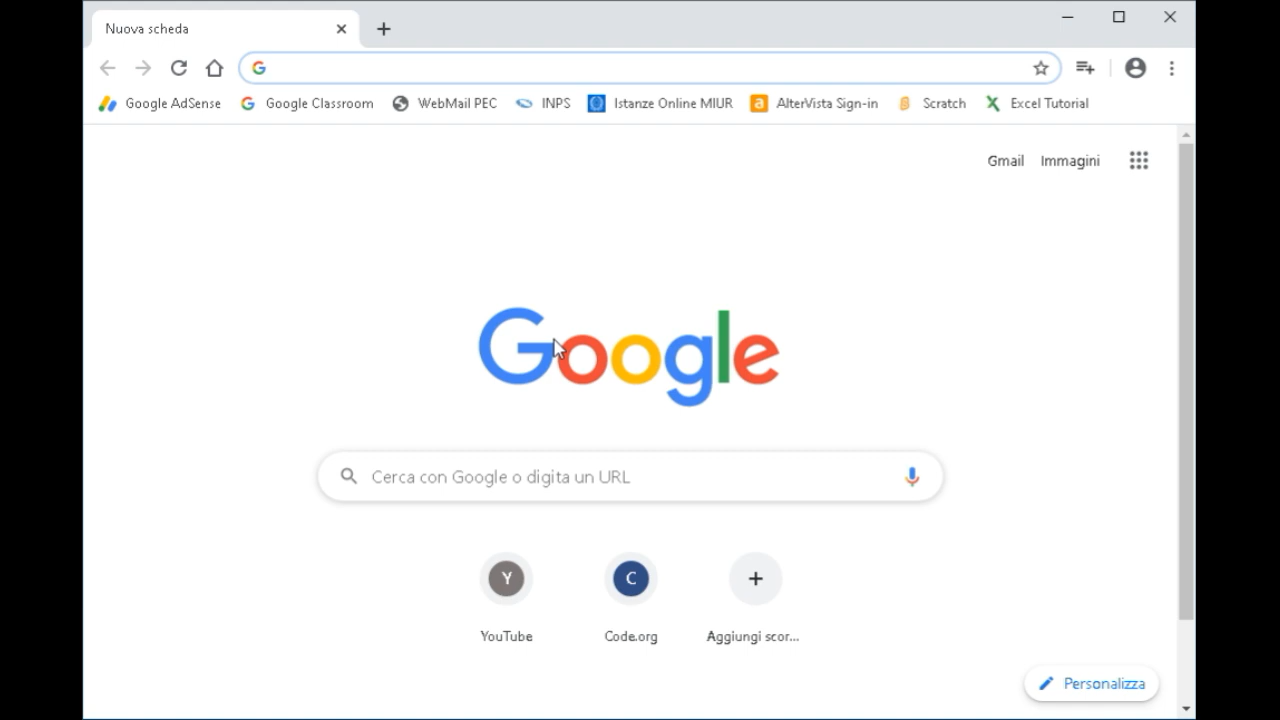 Nuova scheda
Google AdSense Google Classroom WebMail PEC INPS Istanze Online MIUR AlterVista Sign-in Scratch Excel Tutorial
Gmail Immagini
Google
Cerca con Google o digita un URL
Y C
YouTube Code.org Aggiungi scor...
Personalizza